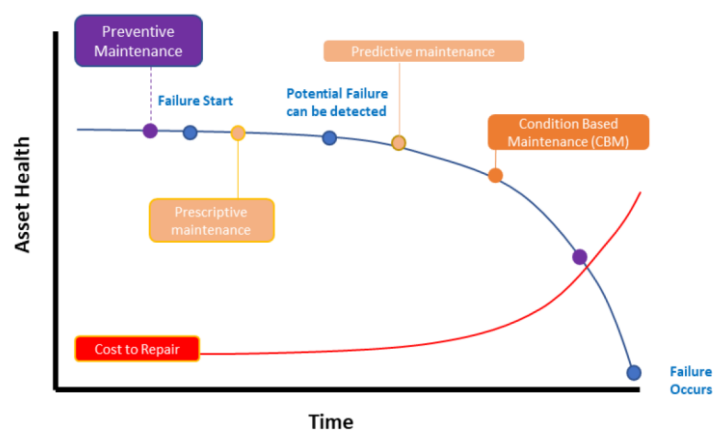 Preventive
Maintenance
Predictive maintenance
Failure Start
Potential Failure
can be detected
Condition Based
Maintenance (CBM)
Prescriptive
maintenance
Asset Health
Cost to Repair
Failure
Occurs
Time